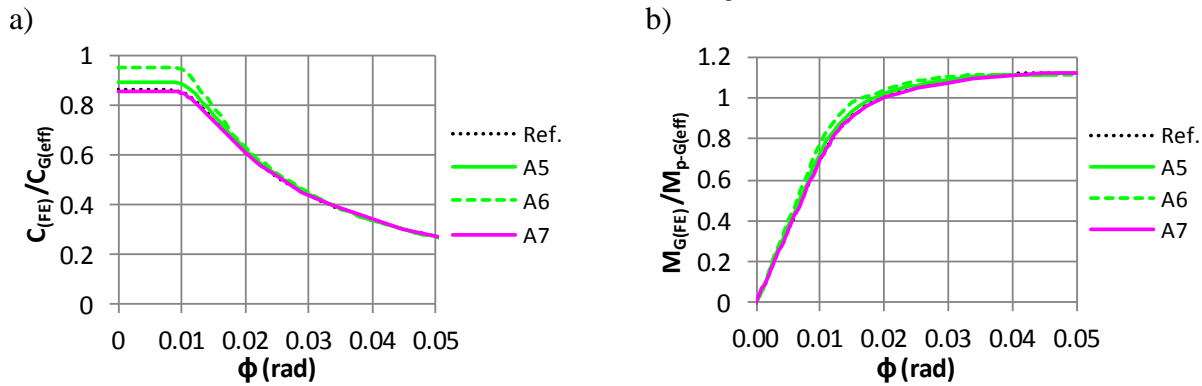 a)
C(FE)/CG(eff)
1
0.8
0.6
0.4
0.2
0
0 0.01 0.02 0.03 0.04 0.05
ϕ (rad)
Ref.
A5
A6
A7
b)
MG(FE)/Mp-G(eff)
1.2
1
0.8
0.6
0.4
0.2
0
0.00 0.01 0.02 0.03 0.04 0.05
ϕ (rad)
Ref.
A5
A6
A7